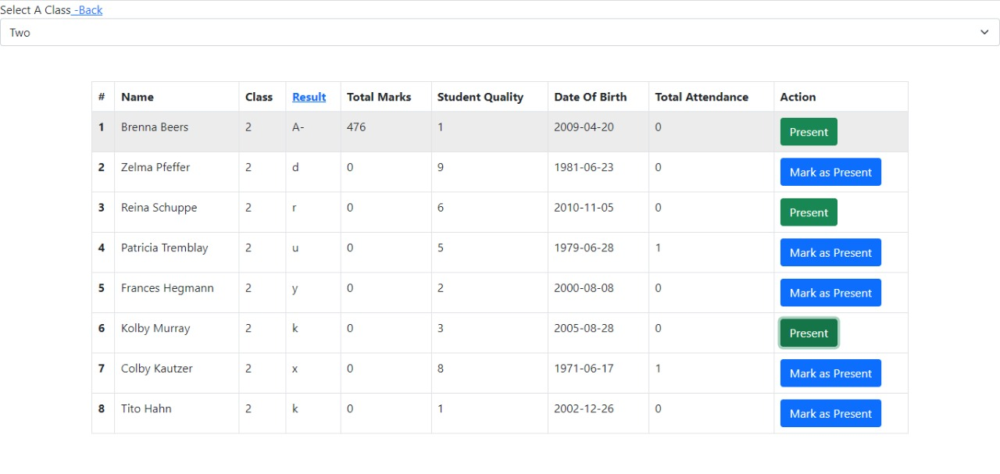 Select A Class -Back
Two
# Name Class Result Total Marks Student Quality Date Of Birth Total Attendance Action
1 Brenna Beers 2 A- 476 1 2009-04-20 0 Present
2 Zelma Pfeffer 2 d 0 9 1981-06-23 0 Mark as Present
3 Reina Schuppe 2 r 0 6 2010-11-05 0 Present
4 Patricia Tremblay 2 u 0 5 1979-06-28 1 Mark as Present
5 Frances Hegmann 2 y 0 2 2000-08-08 0 Mark as Present
6 Kolby Murray 2 k 0 3 2005-08-28 0 Present
7 Colby Kautzer 2 x 0 8 1971-06-17 1 Mark as Present
8 Tito Hahn 2 k 0 1 2002-12-26 0 Mark as Present